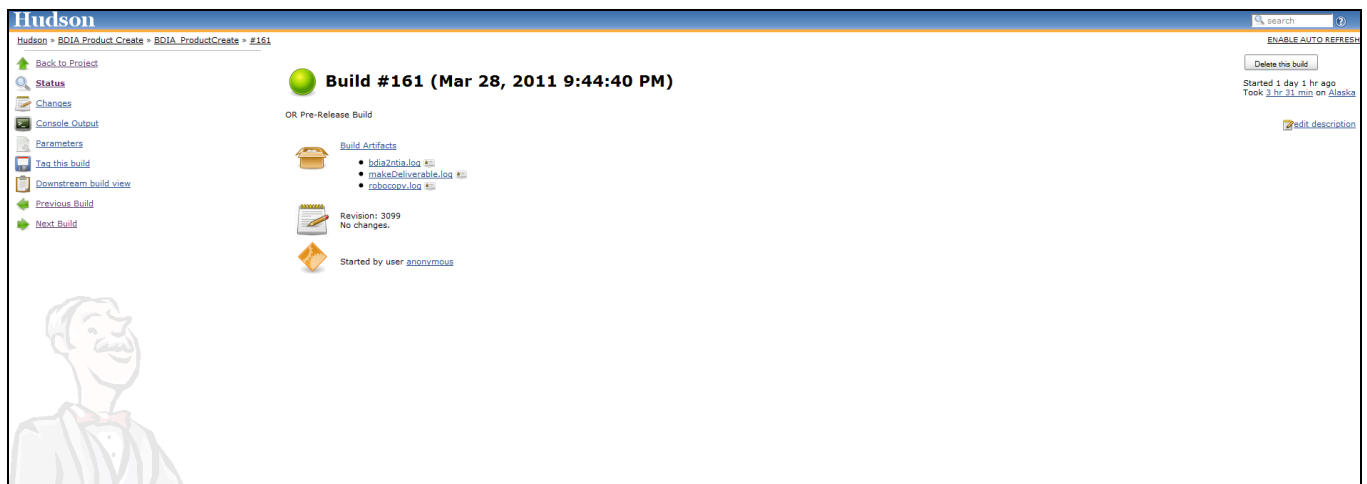 Hudson
search
Hudson » BDIA Product Create » BDIA_ProductCreate » #161
ENABLE AUTO REFRESH
Back to Project
Status
Changes
Console Output
Parameters
Tag this build
Downstream build view
Previous Build
Next Build
Build #161 (Mar 28, 2011 9:44:40 PM)
OR Pre-Release Build
Build Artifacts
bdia2ntia.log
makeDeliverable.log
robocopy.log
Revision: 3099
No changes.
Started by user anonymous
Delete this build
Started 1 day 1 hr ago
Took 3 hr 31 min on Alaska
edit description